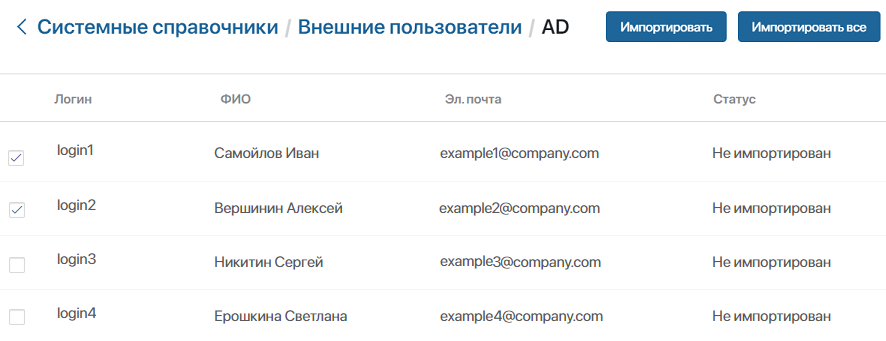 Системные справочники / Внешние пользователи / AD Импортировать Импортировать все
Логин ФИО Эл. почта Статус
login1 Самойлов Иван example1@company.com Не импортирован
login2 Вершинин Алексей example2@company.com Не импортирован
login3 Никитин Сергей example3@company.com Не импортирован
login4 Ерошкина Светлана example4@company.com Не импортирован